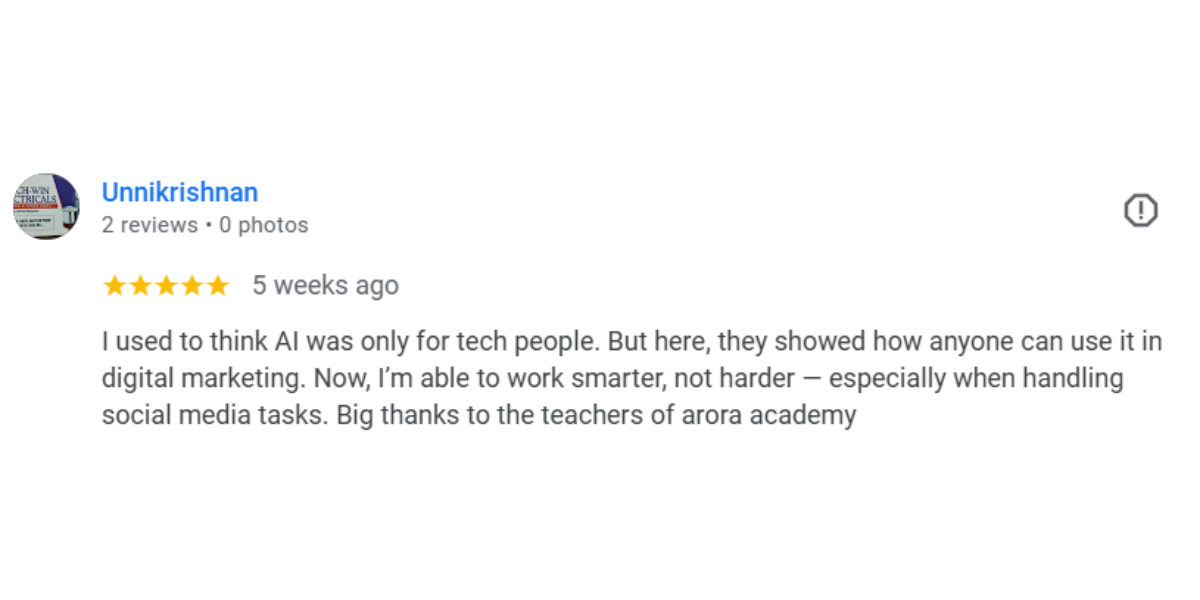 CH-WIN
CTRICALS
Unnikrishnan
2 reviews • 0 photos
5 weeks ago
I used to think AI was only for tech people. But here, they showed how anyone can use it in
digital marketing. Now, I’m able to work smarter, not harder — especially when handling
social media tasks. Big thanks to the teachers of arora academy